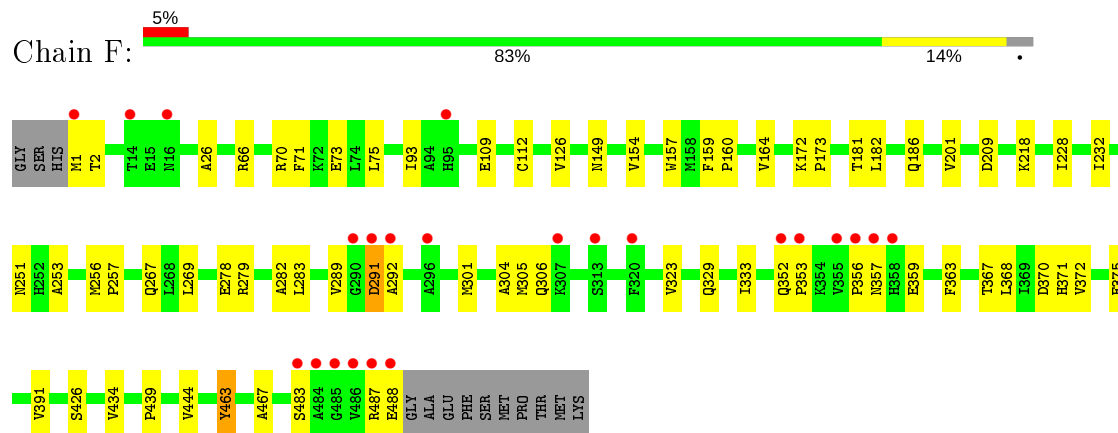 5%
Chain F:
83% 14% •
GLY SER HIS M1 T2 T14 E15 N16 A26 R66 R70 F71 K72 E73 L74 L75 I93 A94 H95 E109 C112 V126 N149 V154 W157 M158 F159 P160 V164 K172 P173 T181 L182 Q186 V201 D209 K218 I228 I232
N251 H252 A253 M256 P257 Q267 L268 L269 E278 R279 A282 L283 V289 G290 D291 A292 A296 M301 A304 M305 Q306 K307 S313 F320 V323 Q329 I333 Q352 P353 K354 V355 P356 N357 H358 E359 F363 T367 L368 I369 D370 H371 V372
V391 S426 V434 P439 V444 Y463 A467 S483 A484 G485 V486 R487 E488 GLY ALA GLU PHE SER MET PRO THR MET LYS